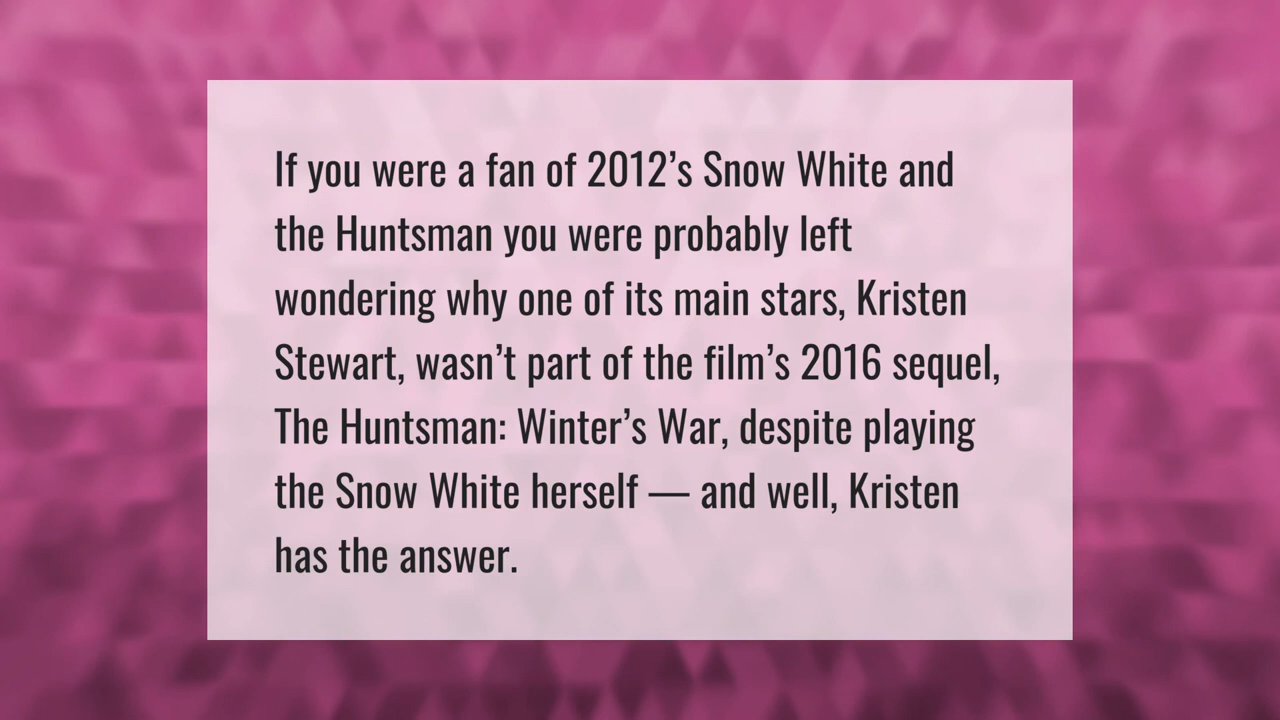 If you were a fan of 2012’s Snow White and
the Huntsman you were probably left
wondering why one of its main stars, Kristen
Stewart, wasn’t part of the film’s 2016 sequel,
The Huntsman: Winter’s War, despite playing
the Snow White herself — and well, Kristen
has the answer.